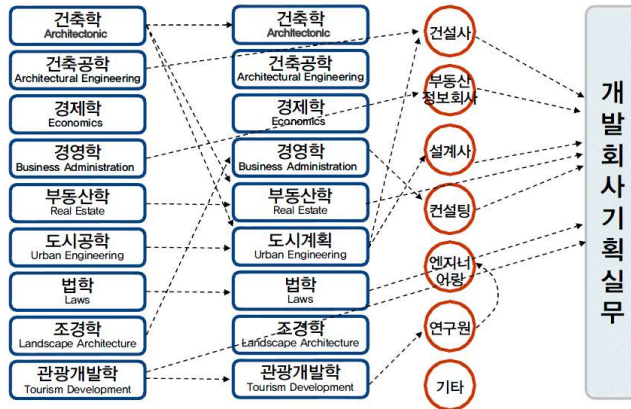 건축학
Architectonic
건축공학
Architectural Engineering
경제학
Economics
경영학
Business Administration
부동산학
Real Estate
도시공학
Urban Engineering
법학
Laws
조경학
Landscape Architecture
관광개발학
Tourism Development
건축학
Architectonic
건축공학
Architectural Engineering
경제학
Economics
경영학
Business Administration
부동산학
Real Estate
도시계획
Urban Engineering
법학
Laws
조경학
Landscape Architecture
관광개발학
Tourism Development
건설사
부동산
정보회사
설계사
컨설팅
엔지너
어랑
연구원
기타
개발회사기획실무